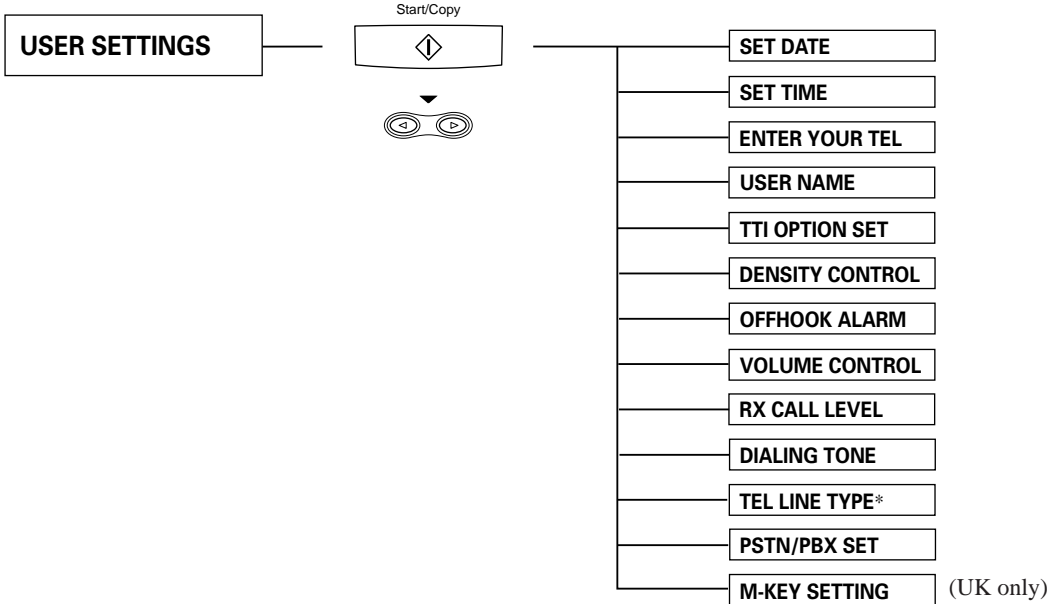 Start/Copy
USER SETTINGS
SET DATE
SET TIME
ENTER YOUR TEL
USER NAME
TTI OPTION SET
DENSITY CONTROL
OFFHOOK ALARM
VOLUME CONTROL
RX CALL LEVEL
DIALING TONE
TEL LINE TYPE*
PSTN/PBX SET
M-KEY SETTING (UK only)